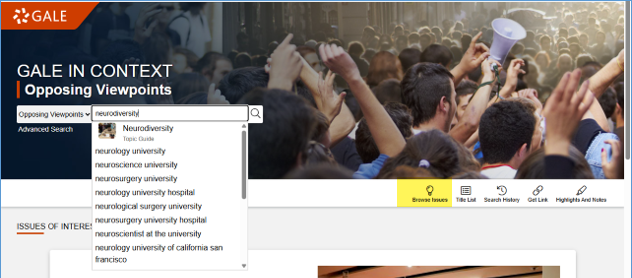 GALE
GALE IN CONTEXT
Opposing Viewpoints
Opposing Viewpoints neurodiversity
Advanced Search
Neurodiversity
Topic Guide
neurology university
neuroscience university
neurosurgery university
neurology university hospital
neurological surgery university
neurosurgery university hospital
neuroscientist at the university
neurology university of california san
francisco
Browse Issues Title List Search History Get Link Highlights And Notes
ISSUES OF INTERES